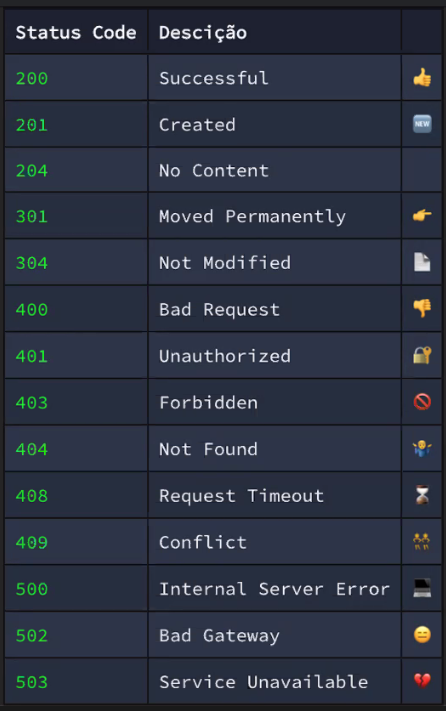 Status Code Descição
200 Successful 👍
201 Created 🆕
204 No Content
301 Moved Permanently 👉
304 Not Modified 📄
400 Bad Request 👎
401 Unauthorized 🔐
403 Forbidden 🚫
404 Not Found 🤷‍♂️
408 Request Timeout ⏳
409 Conflict 👯
500 Internal Server Error 💻
502 Bad Gateway 😑
503 Service Unavailable 💔